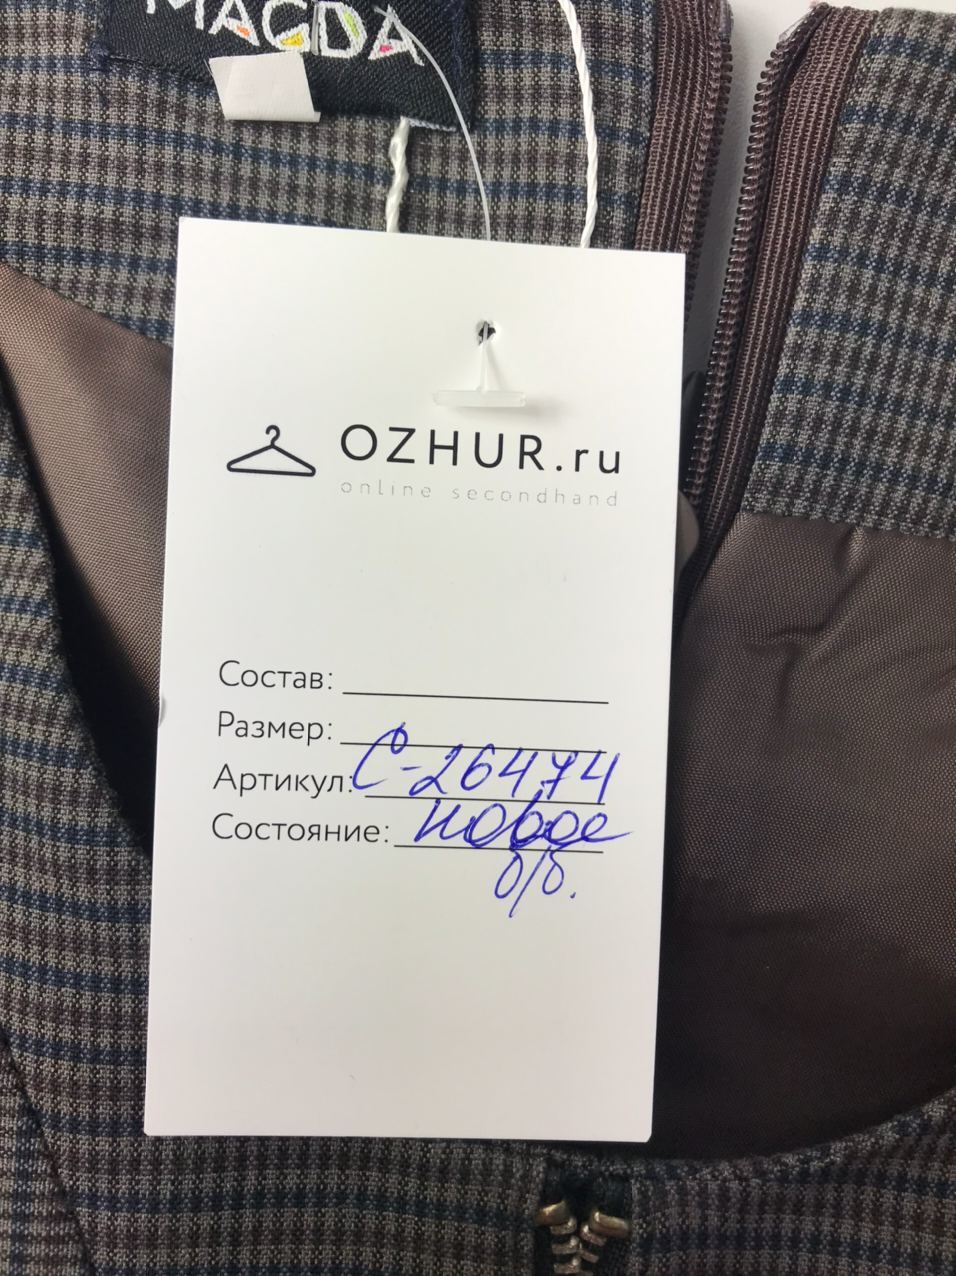 MAGDA
OZHUR.ru
online secondhand
Состав:
Размер:
Артикул: С-26474
Состояние: новое
б/б.